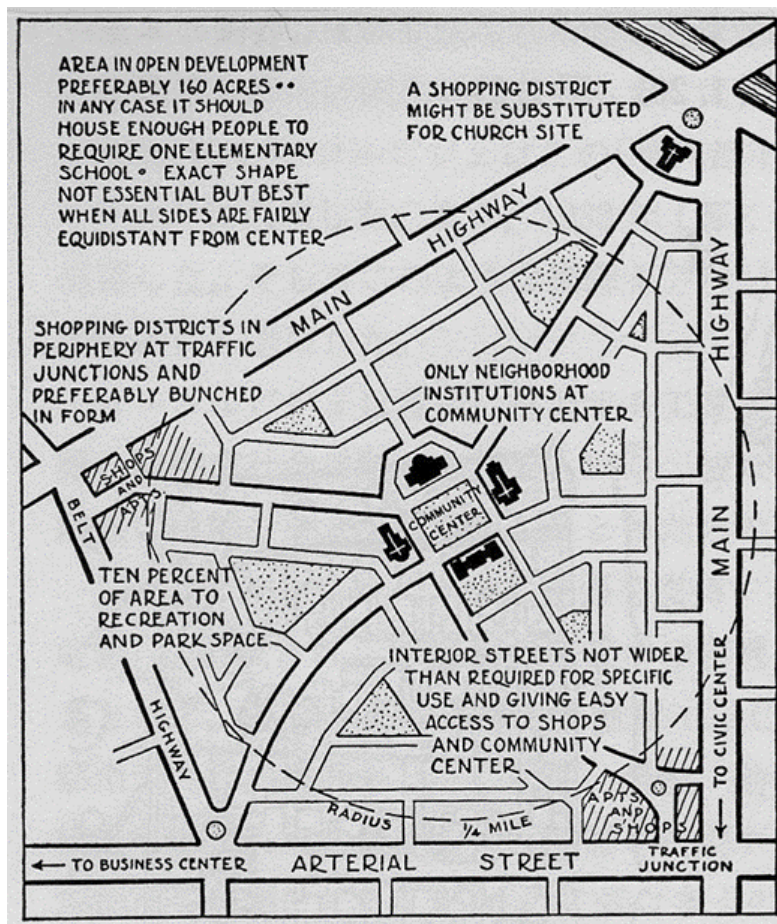 AREA IN OPEN DEVELOPMENT
PREFERABLY 160 ACRES ••
IN ANY CASE IT SHOULD
HOUSE ENOUGH PEOPLE TO
REQUIRE ONE ELEMENTARY
SCHOOL • EXACT SHAPE
NOT ESSENTIAL BUT BEST
WHEN ALL SIDES ARE FAIRLY
EQUIDISTANT FROM CENTER
A SHOPPING DISTRICT
MIGHT BE SUBSTITUTED
FOR CHURCH SITE
MAIN HIGHWAY
HIGHWAY
MAIN
SHOPPING DISTRICTS IN
PERIPHERY AT TRAFFIC
JUNCTIONS AND
PREFERABLY BUNCHED
IN FORM
ONLY NEIGHBORHOOD
INSTITUTIONS AT
COMMUNITY CENTER
SHOPS
AND
APTS
BELT
COMMUNITY
CENTER
TEN PERCENT
OF AREA TO
RECREATION
AND PARK SPACE
INTERIOR STREETS NOT WIDER
THAN REQUIRED FOR SPECIFIC
USE AND GIVING EASY
ACCESS TO SHOPS
AND COMMUNITY
CENTER
HIGHWAY
TO CIVIC CENTER
RADIUS ¼ MILE
APTS
AND
SHOPS
TRAFFIC
JUNCTION
← TO BUSINESS CENTER
ARTERIAL STREET